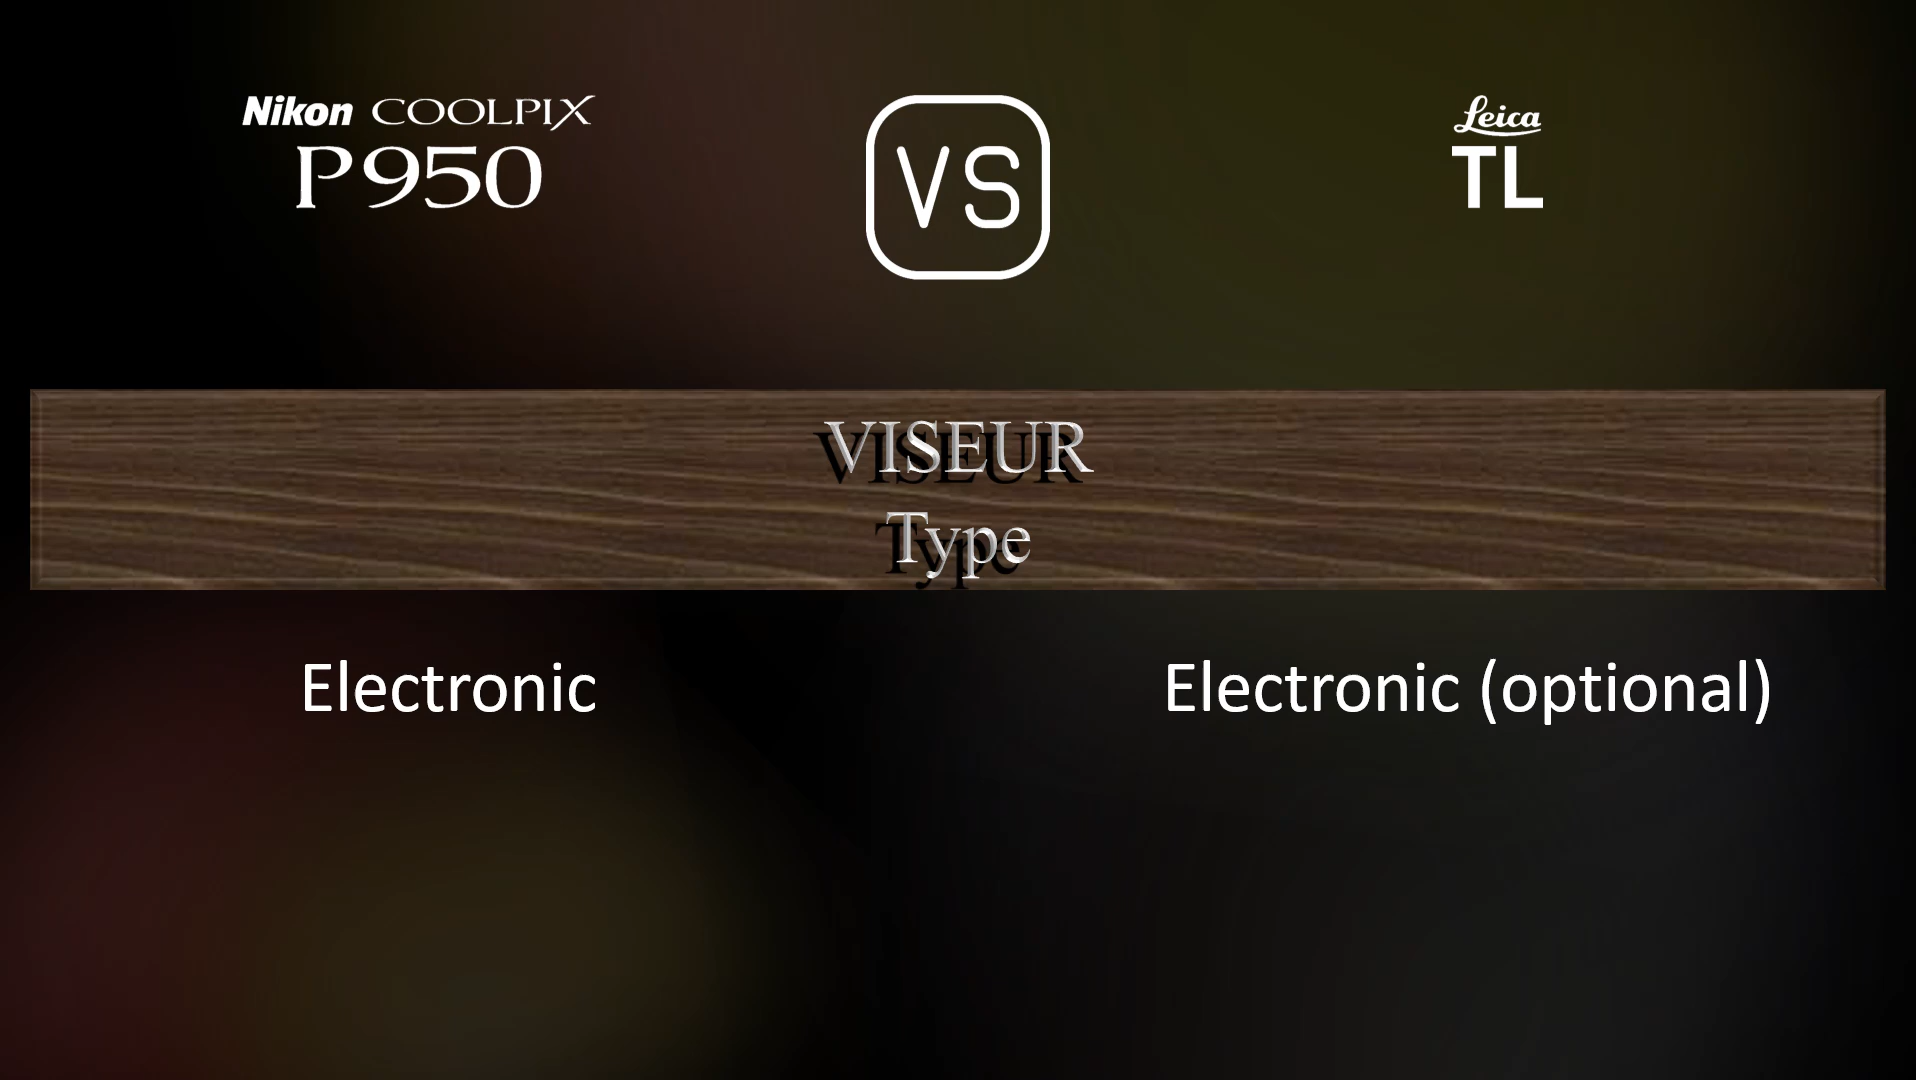 Nikon COOLPIX
P950
VS
Leica
TL
VISEUR
Type
Electronic
Electronic (optional)